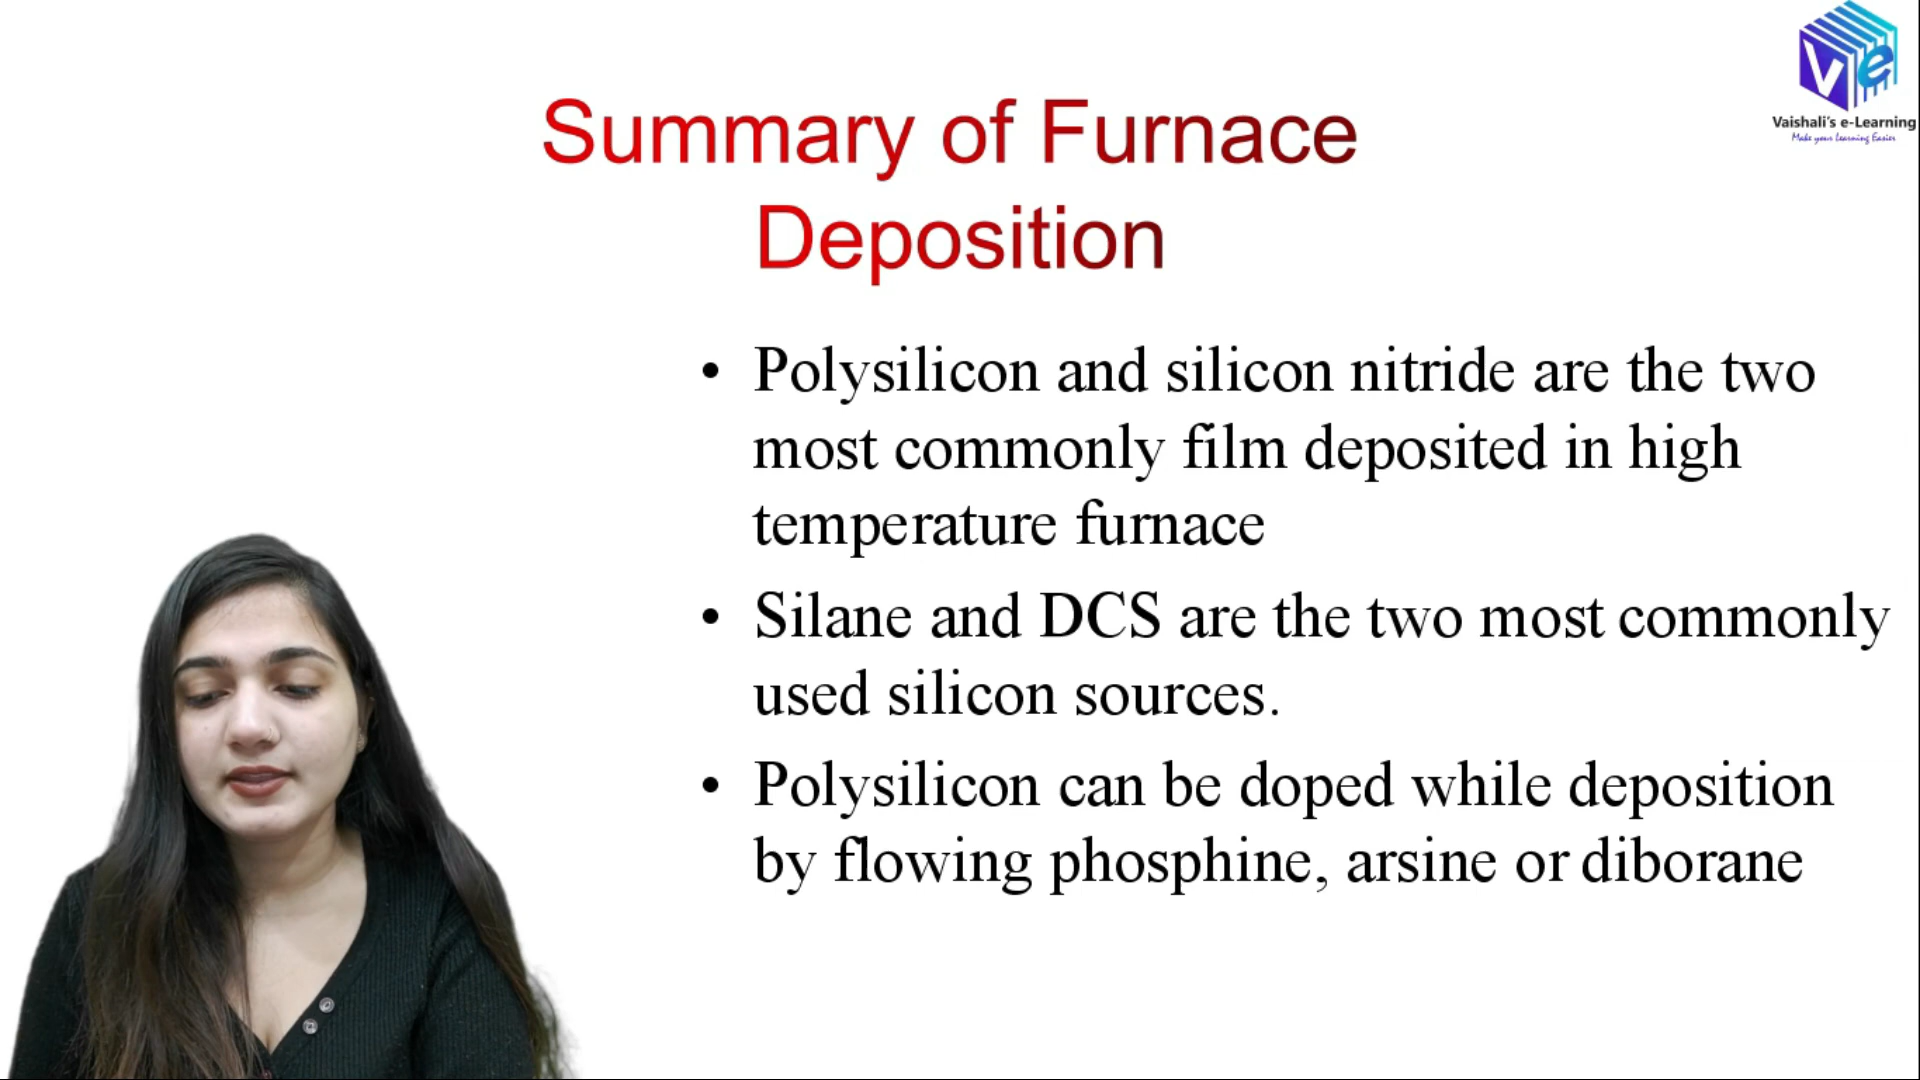 Ve
Vaishali's e-Learning
Make your Learning Easier
Summary of Furnace
Deposition
• Polysilicon and silicon nitride are the two
most commonly film deposited in high
temperature furnace
• Silane and DCS are the two most commonly
used silicon sources.
• Polysilicon can be doped while deposition
by flowing phosphine, arsine or diborane